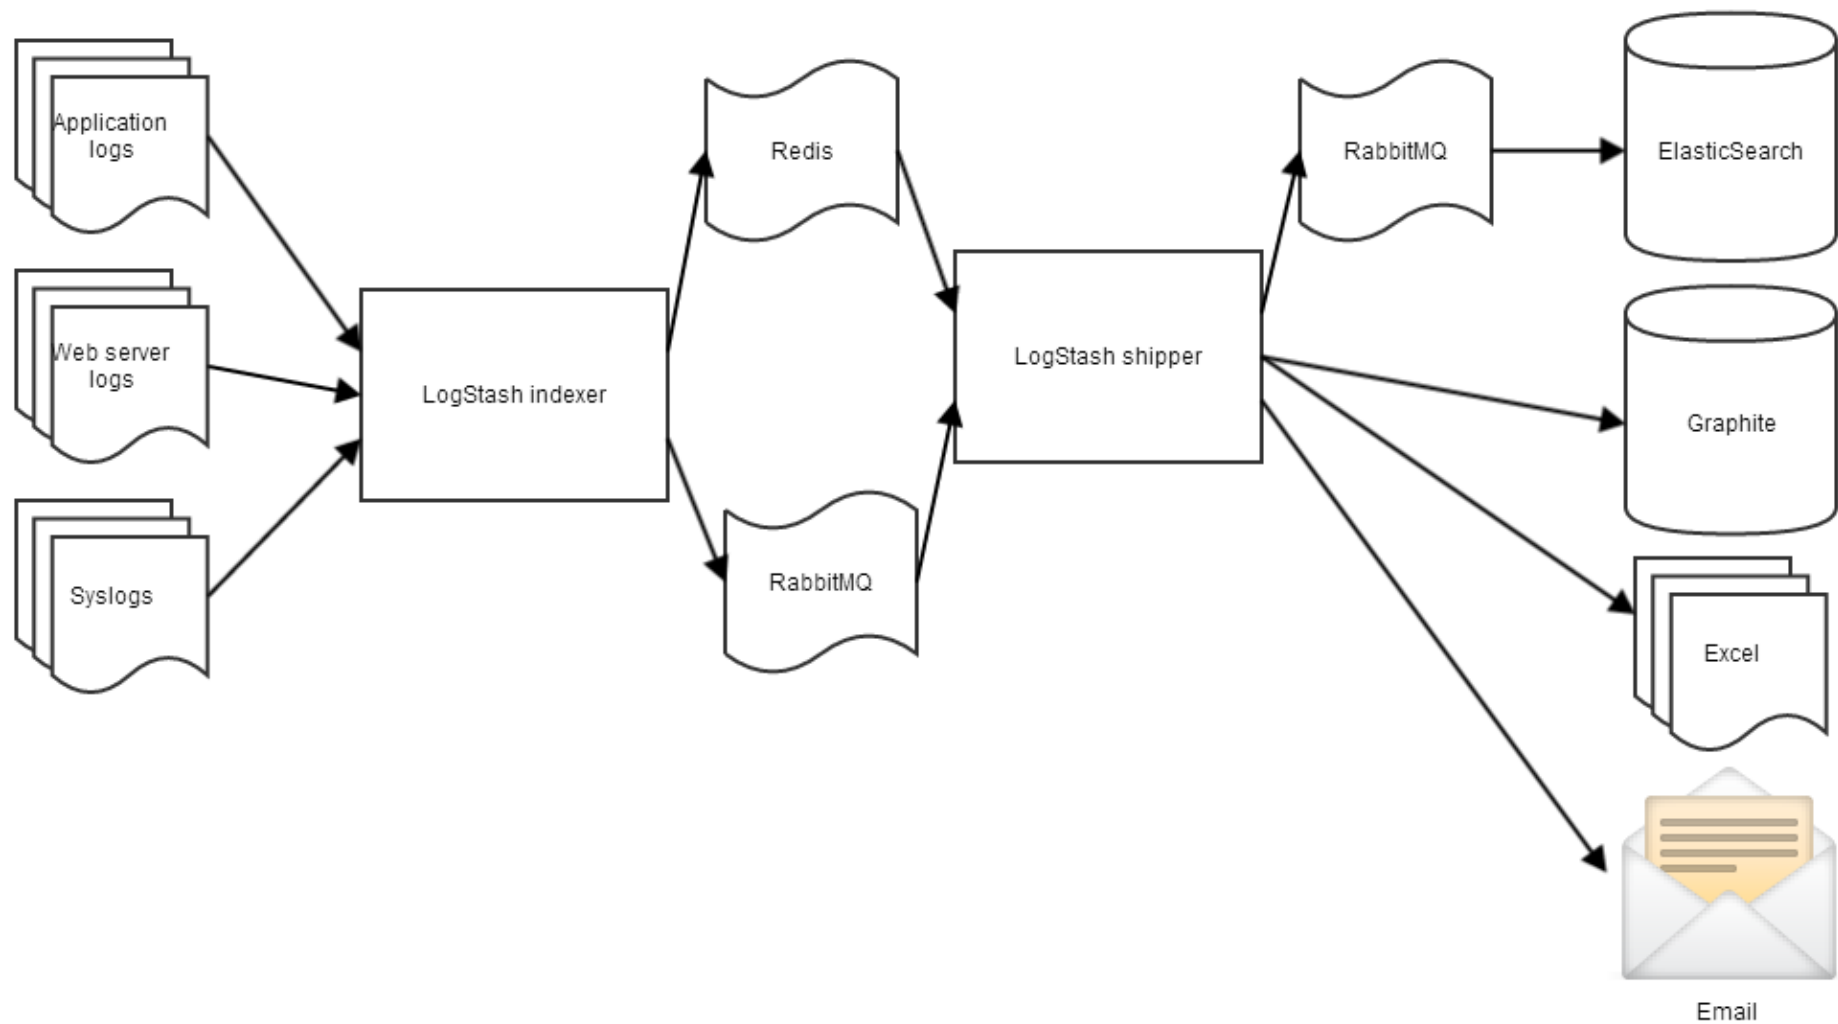 Application
logs
Web server
logs
Syslogs
LogStash indexer
Redis
RabbitMQ
LogStash shipper
RabbitMQ
ElasticSearch
Graphite
Excel
Email